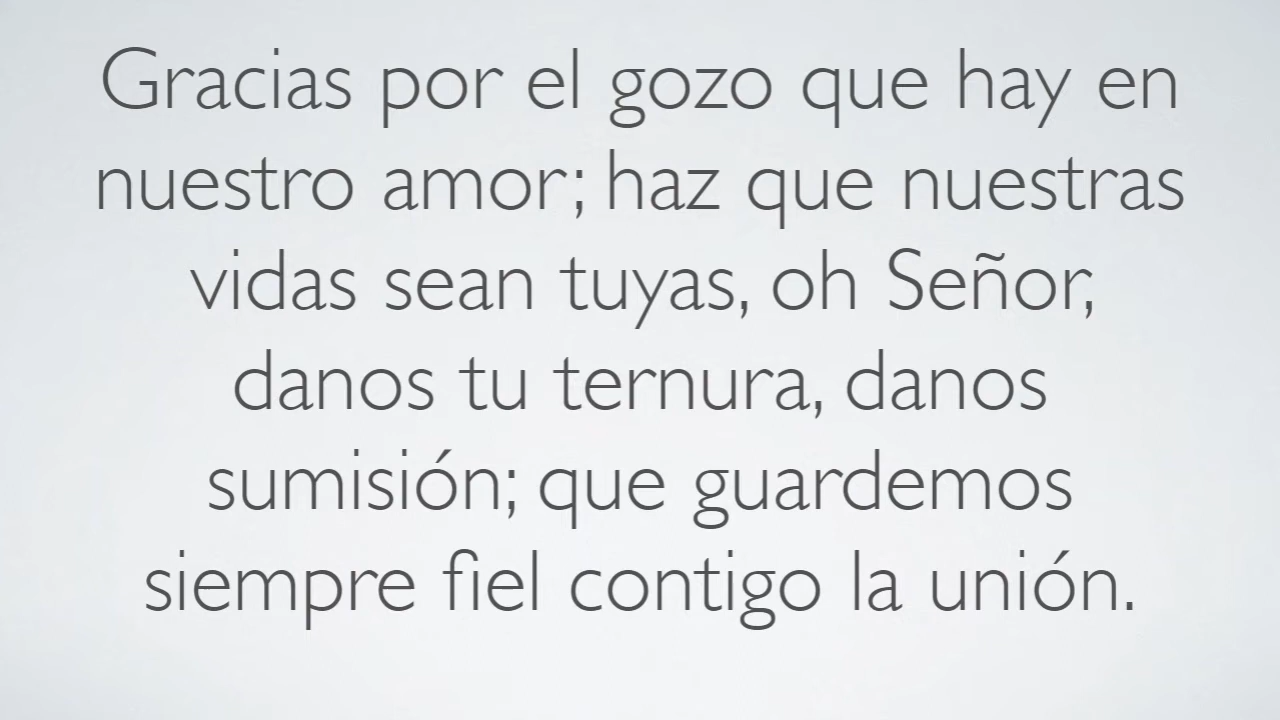 Gracias por el gozo que hay en
nuestro amor; haz que nuestras
vidas sean tuyas, oh Señor,
danos tu ternura, danos
sumisión; que guardemos
siempre fiel contigo la unión.